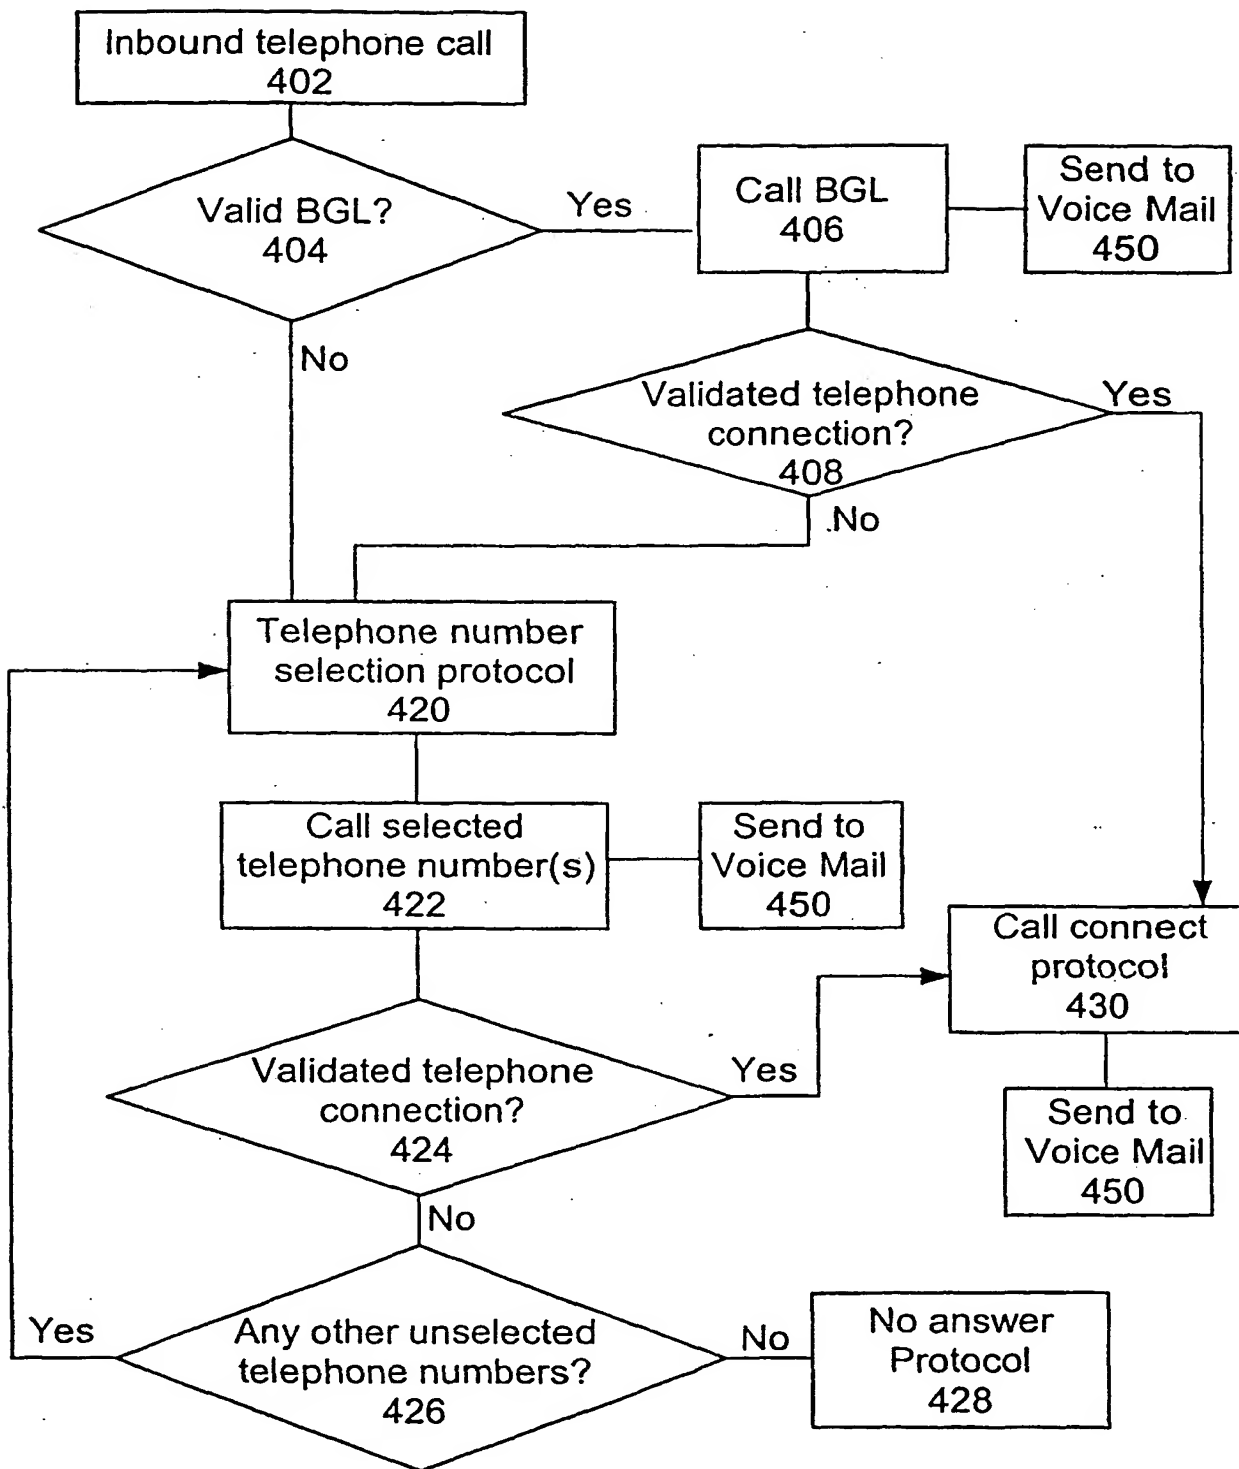 Inbound telephone call
402
Valid BGL?
404
Yes
Call BGL
406
Send to
Voice Mail
450
No
Validated telephone
connection?
408
Yes
No
Telephone number
selection protocol
420
Call selected
telephone number(s)
422
Send to
Voice Mail
450
Call connect
protocol
430
Validated telephone
connection?
424
Yes
Send to
Voice Mail
450
No
Any other unselected
telephone numbers?
426
Yes
No
No answer
Protocol
428